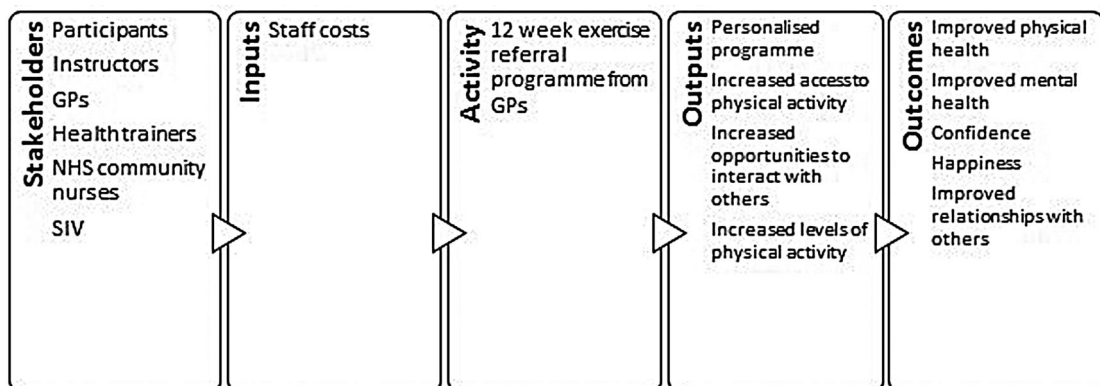 Stakeholders
Participants
Instructors
GPs
Health trainers
NHS community
nurses
SIV
Inputs
Staff costs
Activity
12 week exercise
referral
programme from
GPs
Outputs
Personalised
programme
Increased access to
physical activity
Increased
opportunities to
interact with
others
Increased levels of
physical activity
Outcomes
Improved physical
health
Improved mental
health
Confidence
Happiness
Improved
relationships with
others